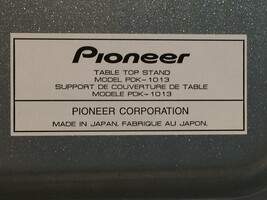 Pioneer
TABLE TOP STAND
MODEL PDK-1013
SUPPORT DE COUVERTURE DE TABLE
MODELE PDK-1013
PIONEER CORPORATION
MADE IN JAPAN. FABRIQUE AU JAPON.